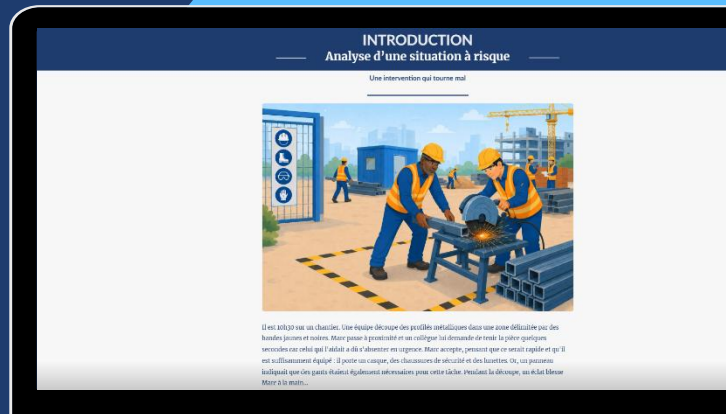 INTRODUCTION
Analyse d'une situation à risque
Une intervention qui tourne mal
Il est 10h30 sur un chantier. Une équipe découpe des profilés métalliques dans une zone délimitée par des
bandes jaunes et noires. Marc passe à proximité et un collègue lui demande de tenir la pièce quelques
secondes car celui qui l'aidait a dû s'absenter en urgence. Marc accepte, pensant que ce serait rapide et qu'il
est suffisamment équipé : il porte un casque, des chaussures de sécurité et des lunettes. Or, un panneau
indiquait que des gants étaient également nécessaires pour cette tâche. Pendant la découpe, un éclat blesse
Marc à la main...